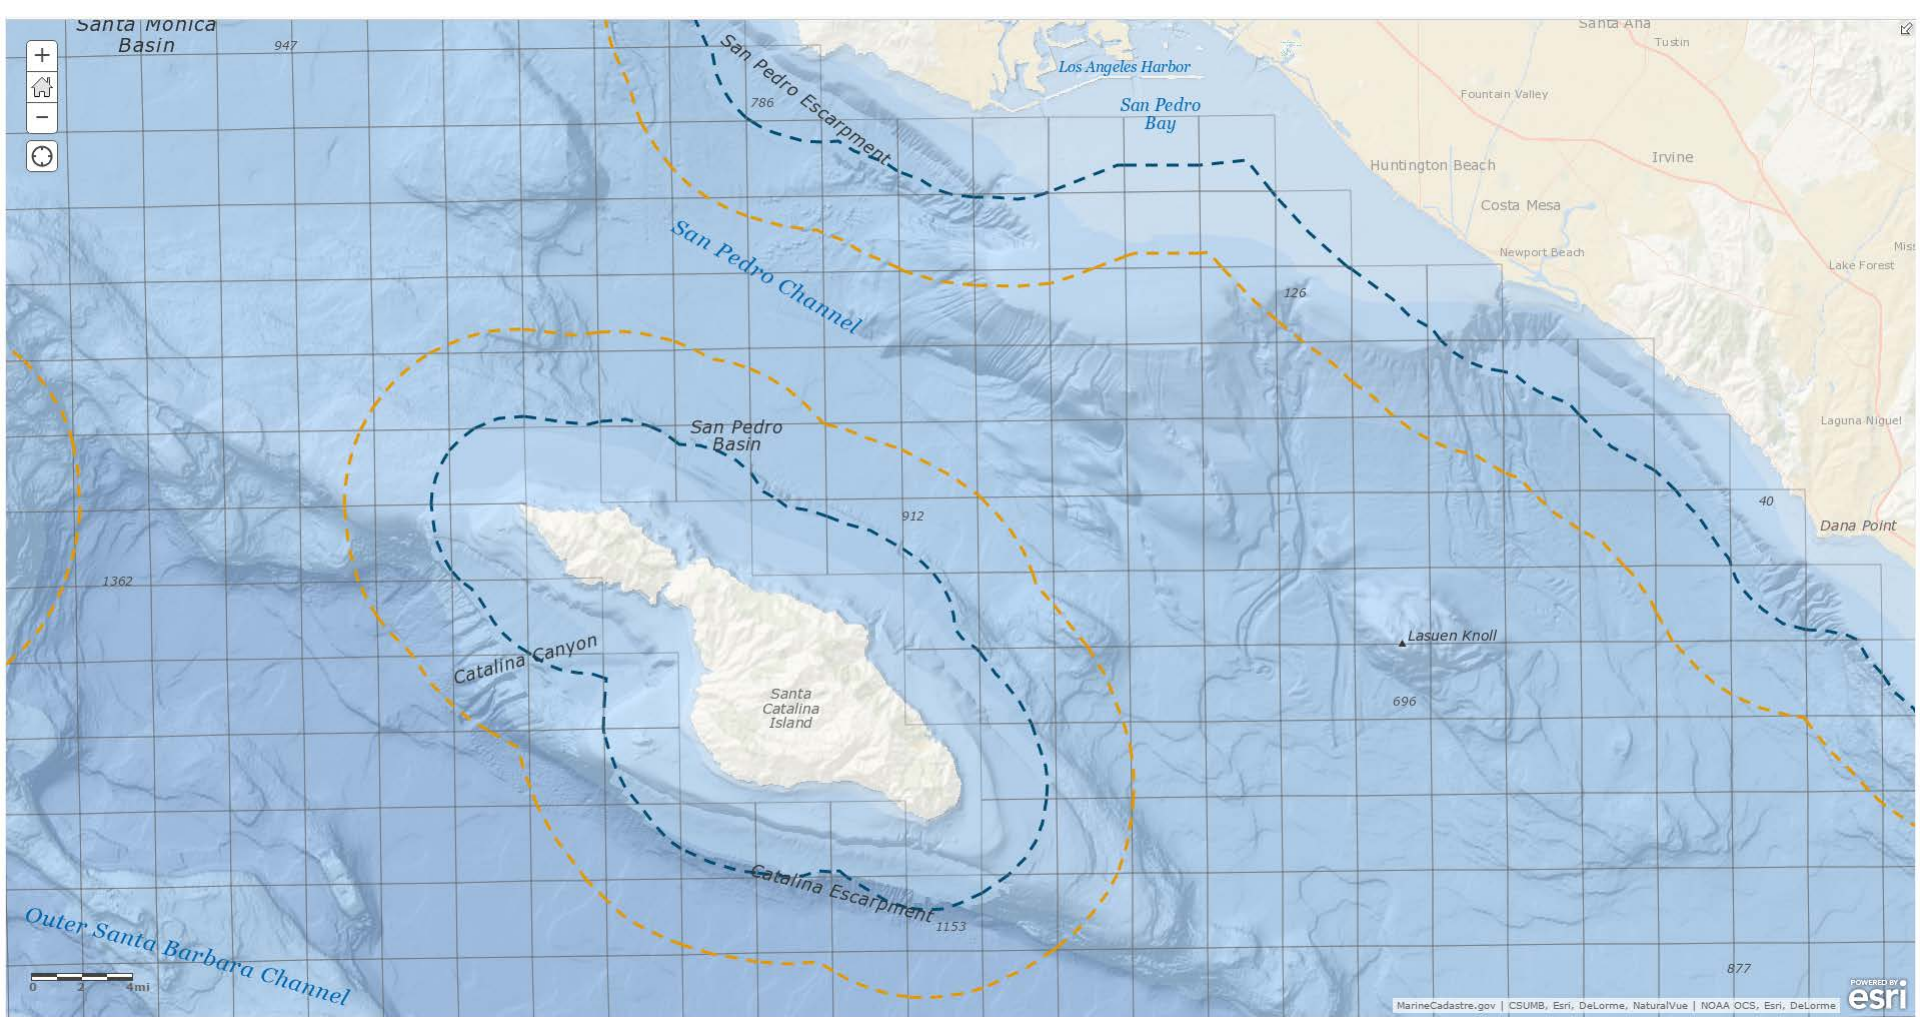 Santa Monica
Basin
947
Santa Ana
Tustin
San Pedro Escarpment
786
Los Angeles Harbor
San Pedro
Bay
Fountain Valley
Huntington Beach
Irvine
Costa Mesa
Newport Beach
Lake Forest
San Pedro Channel
126
San Pedro
Basin
Laguna Niguel
40
Dana Point
912
1362
Catalina Canyon
Lasuen Knoll
696
Santa
Catalina
Island
Catalina Escarpment
1153
Outer Santa Barbara Channel
877
0 2 4mi
MarineCadastre.gov | CSUMB, Esri, DeLorme, NaturalVue | NOAA OCS, Esri, DeLorme
POWERED BY
esri